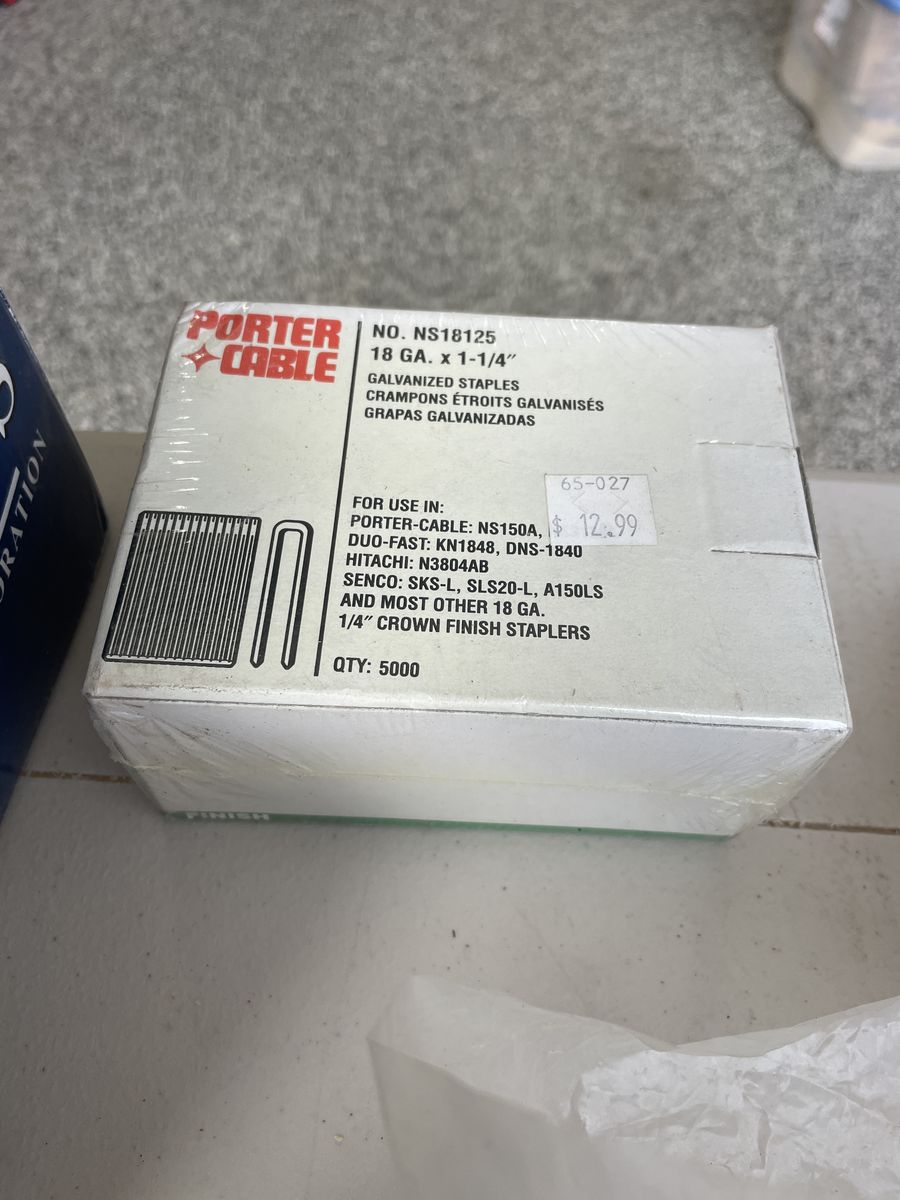 PORTER
CABLE
NO. NS18125
18 GA. x 1-1/4"
GALVANIZED STAPLES
CRAMPONS ÉTROITS GALVANISÉS
GRAPAS GALVANIZADAS
65-027
$ 12.99
FOR USE IN:
PORTER-CABLE: NS150A,
DUO-FAST: KN1848, DNS-1840
HITACHI: N3804AB
SENCO: SKS-L, SLS20-L, A150LS
AND MOST OTHER 18 GA.
1/4" CROWN FINISH STAPLERS
QTY: 5000
FINISH
ORATION